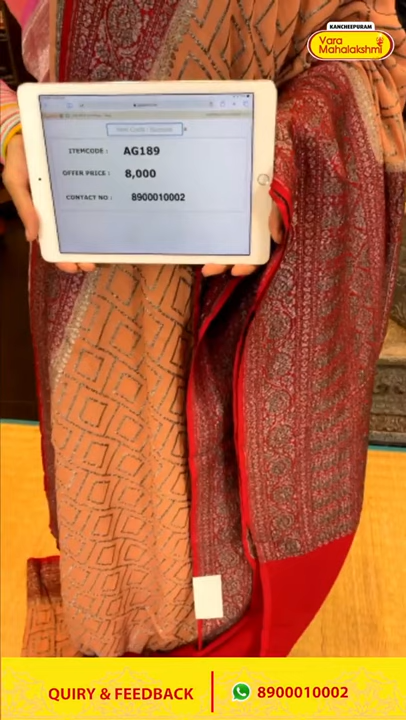 KANCHEEPURAM
Vara
Mahalakshmi
ITEMCODE : AG189
OFFER PRICE : 8,000
CONTACT NO : 8900010002
QUIRY & FEEDBACK 8900010002